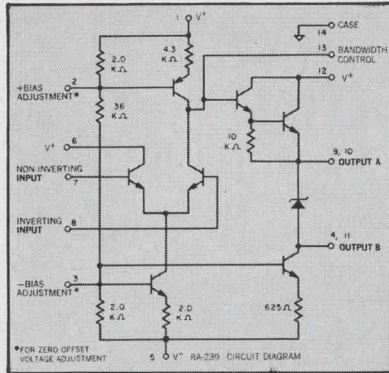 1 V+
CASE
14
13 BANDWIDTH
CONTROL
12 V+
2.0
KΩ
4.3
KΩ
+BIAS 2
ADJUSTMENT*
36
KΩ
10
KΩ
V+ 6
9, 10
OUTPUT A
NON-INVERTING
INPUT 7
INVERTING
INPUT 8
4, 11
OUTPUT B
-BIAS 3
ADJUSTMENT*
2.0
KΩ
2.0
KΩ
625Ω
*FOR ZERO OFFSET
VOLTAGE ADJUSTMENT
5 V- RA-239 CIRCUIT DIAGRAM